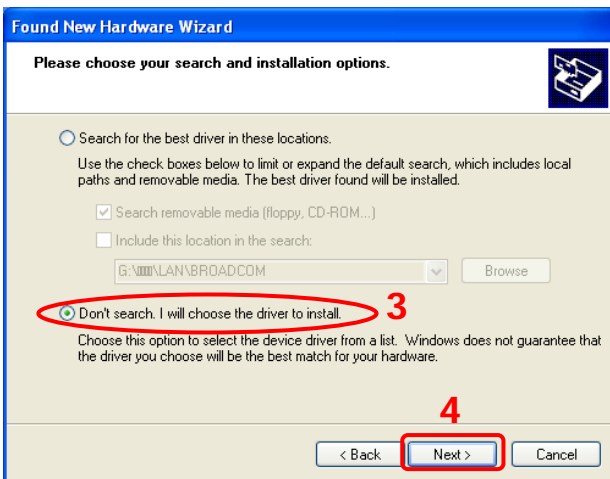 Found New Hardware Wizard
Please choose your search and installation options.
Search for the best driver in these locations.
Use the check boxes below to limit or expand the default search, which includes local
paths and removable media. The best driver found will be installed.
Search removable media (floppy, CD-ROM...)
Include this location in the search:
\LAN\BROADCOM
Browse
Don't search. I will choose the driver to install.
3
Choose this option to select the device driver from a list. Windows does not guarantee that
the driver you choose will be the best match for your hardware.
4
< Back
Next >
Cancel